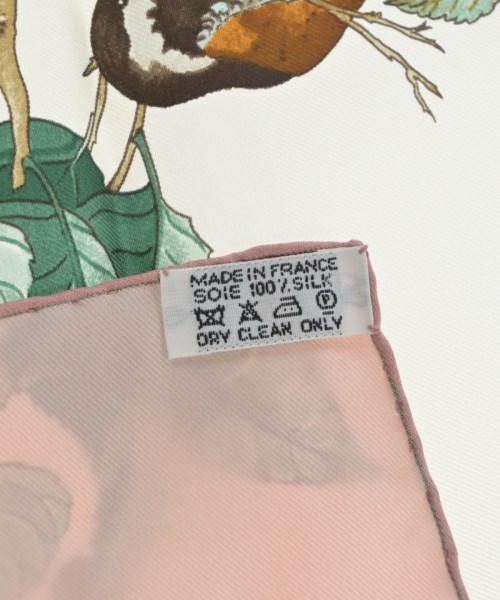 MADE IN FRANCE
SOIE 100% SILK
P
DRY CLEAN ONLY